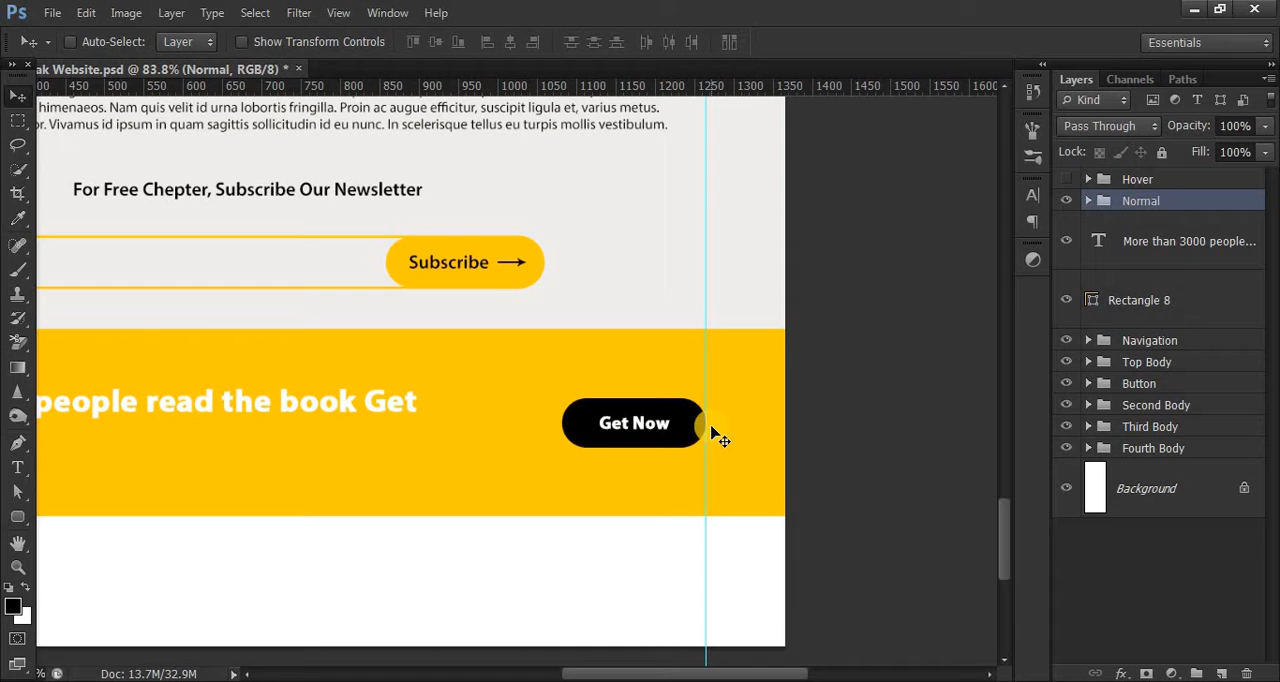 Ps File Edit Image Layer Type Select Filter View Window Help
Auto-Select: Layer Show Transform Controls Essentials
ak Website.psd @ 83.8% (Normal, RGB/8) * ×
450 500 550 600 650 700 750 800 850 900 950 1000 1050 1100 1150 1200 1250 1300 1350 1400 1450 1500 1550 1600
himenaeos. Nam quis velit id urna lobortis fringilla. Proin ac augue efficitur, suscipit ligula et, varius metus.
or. Vivamus id ipsum in quam sagittis sollicitudin id eu nunc. In scelerisque tellus eu turpis mollis vestibulum.
For Free Chepter, Subscribe Our Newsletter
Subscribe
people read the book Get
Get Now
Layers Channels Paths
Kind
Pass Through Opacity: 100%
Lock: Fill: 100%
Hover
Normal
More than 3000 people...
Rectangle 8
Navigation
Top Body
Button
Second Body
Third Body
Fourth Body
Background
% Doc: 13.7M/32.9M
fx